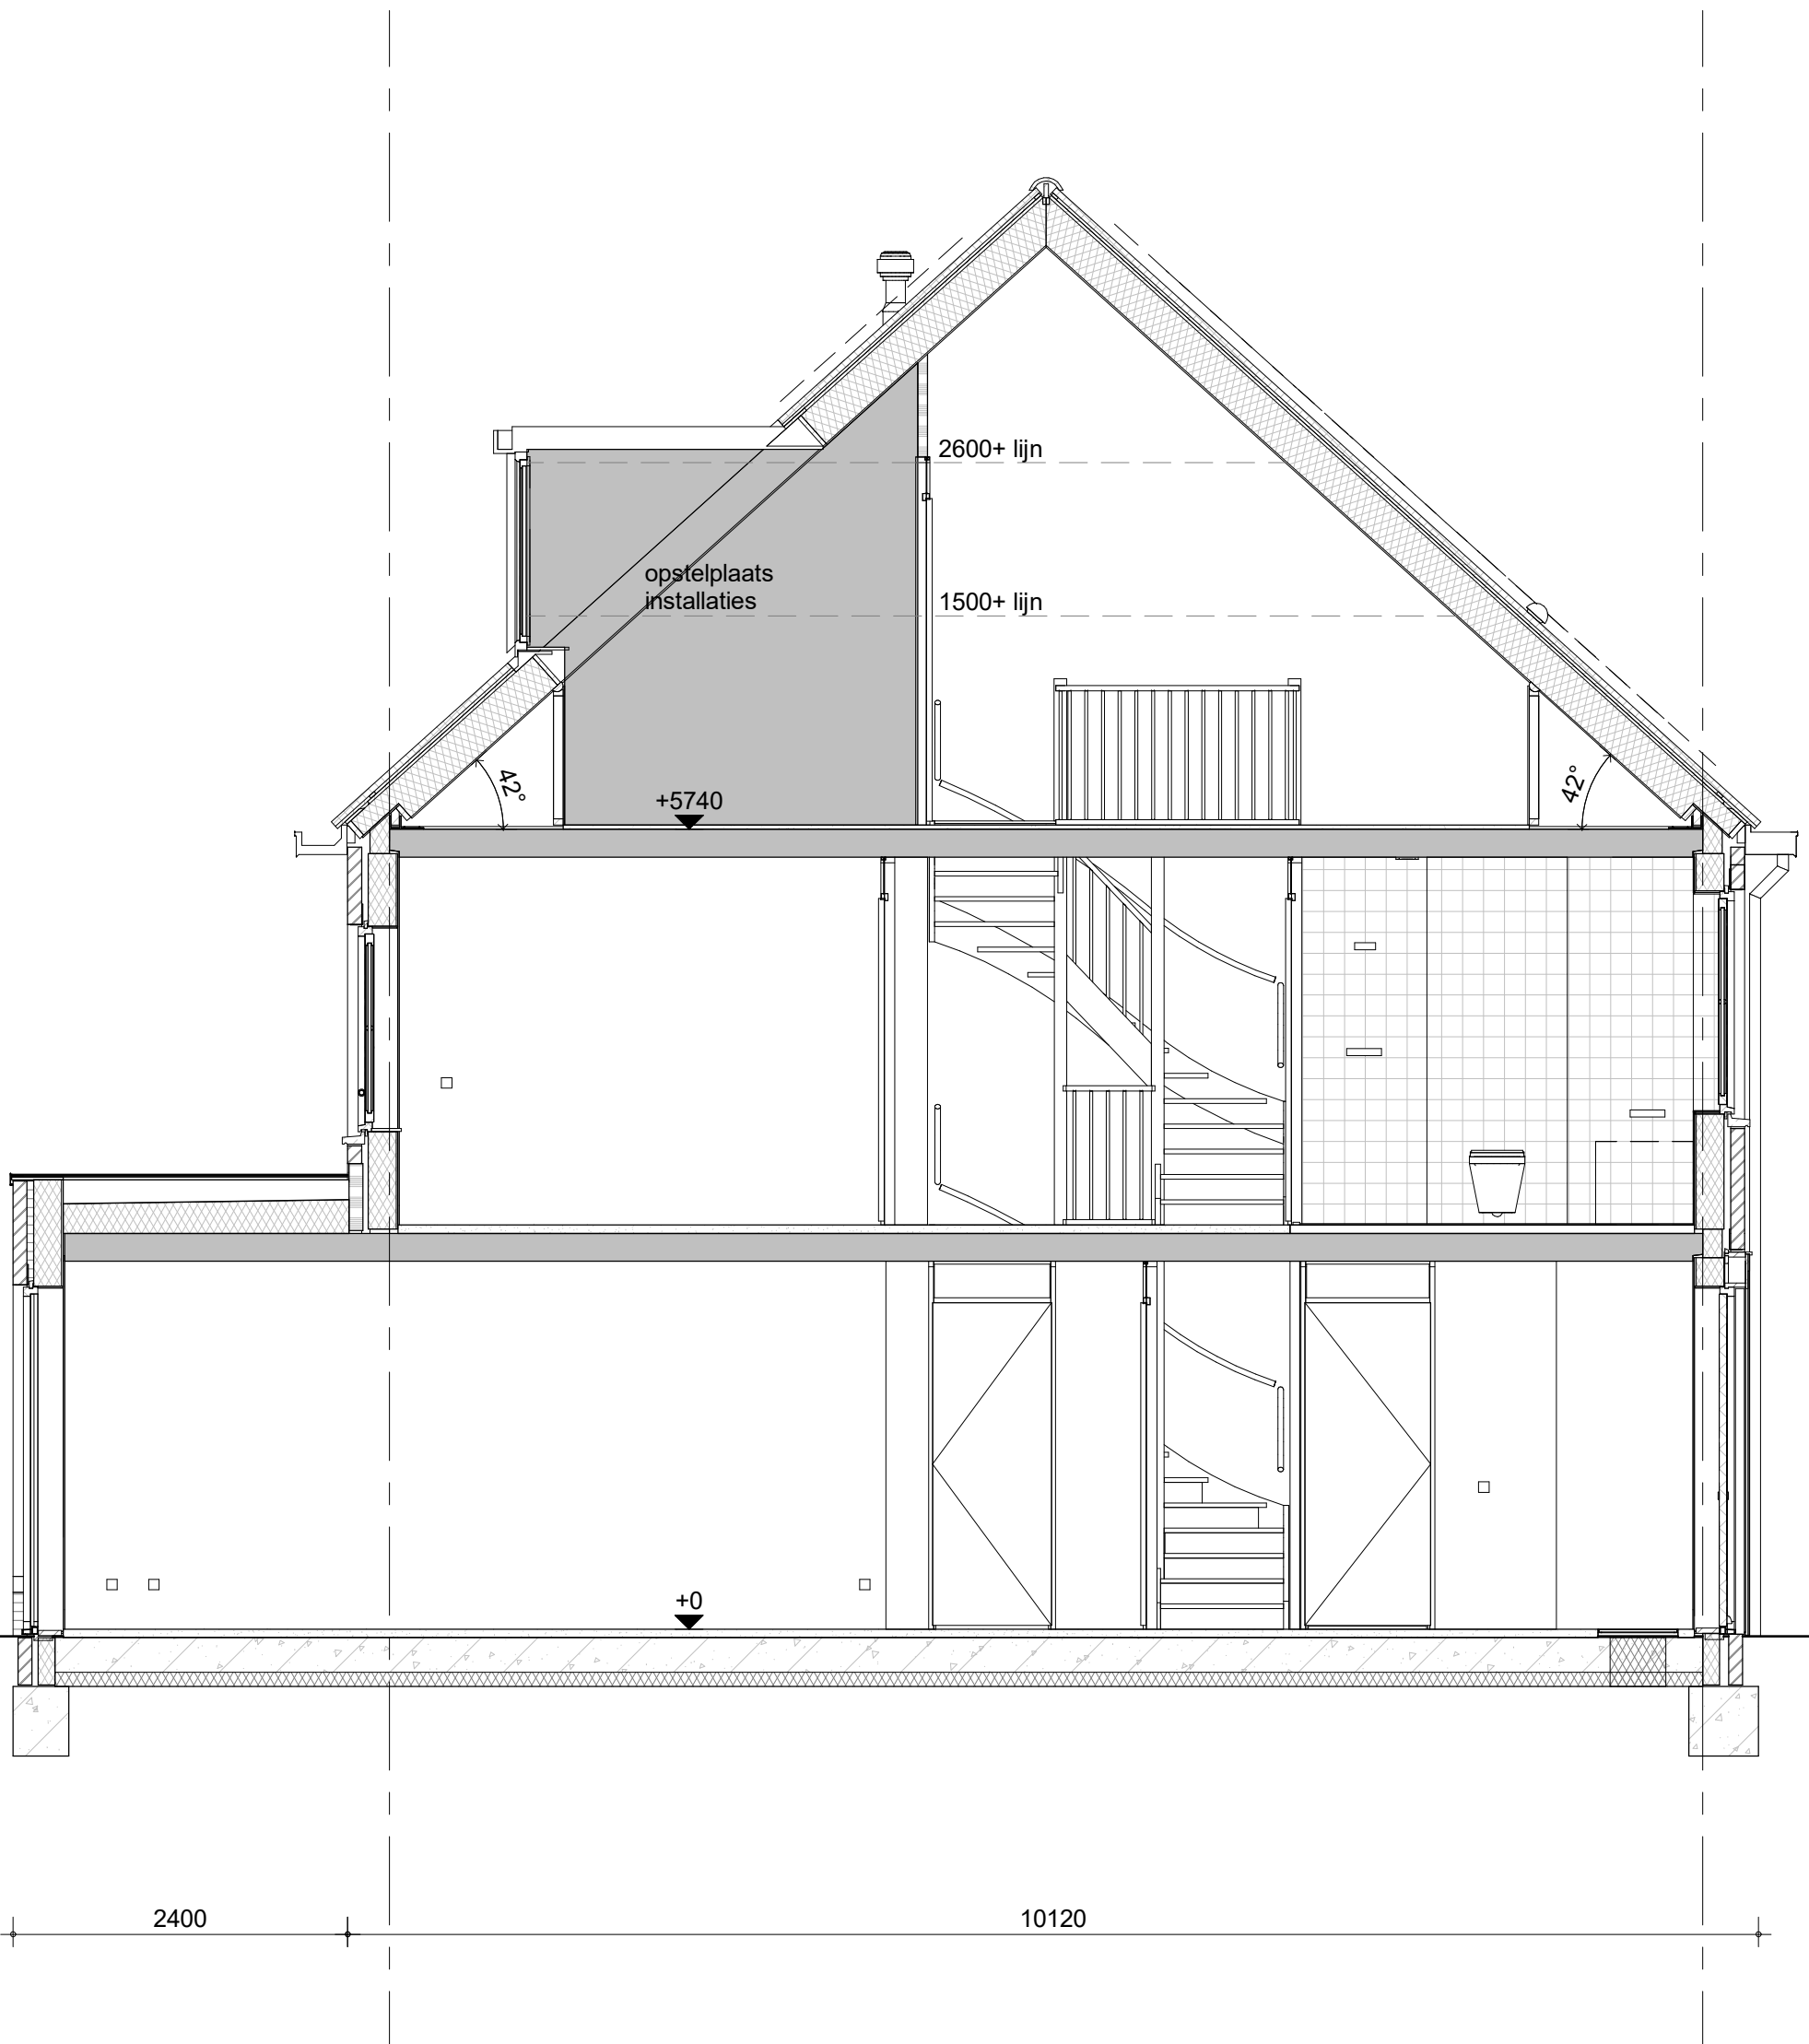 2600+ lijn
opstelplaats
installaties
1500+ lijn
42°
+5740
42°
+0
2400
10120